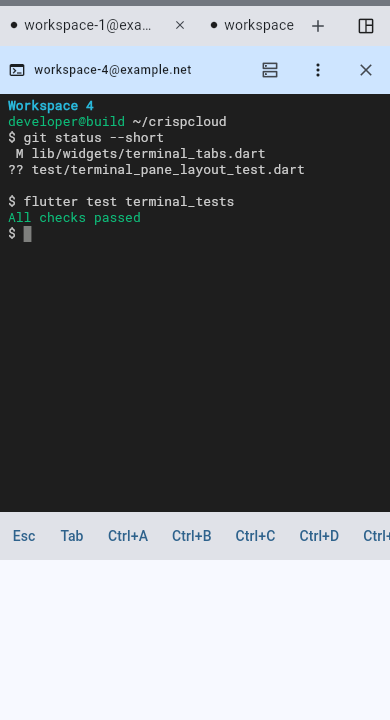 workspace-1@exa...
workspace
workspace-4@example.net
Workspace 4
developer@build ~/crispcloud
$ git status --short
 M lib/widgets/terminal_tabs.dart
?? test/terminal_pane_layout_test.dart
$ flutter test terminal_tests
All checks passed
$
Esc Tab Ctrl+A Ctrl+B Ctrl+C Ctrl+D Ctrl+